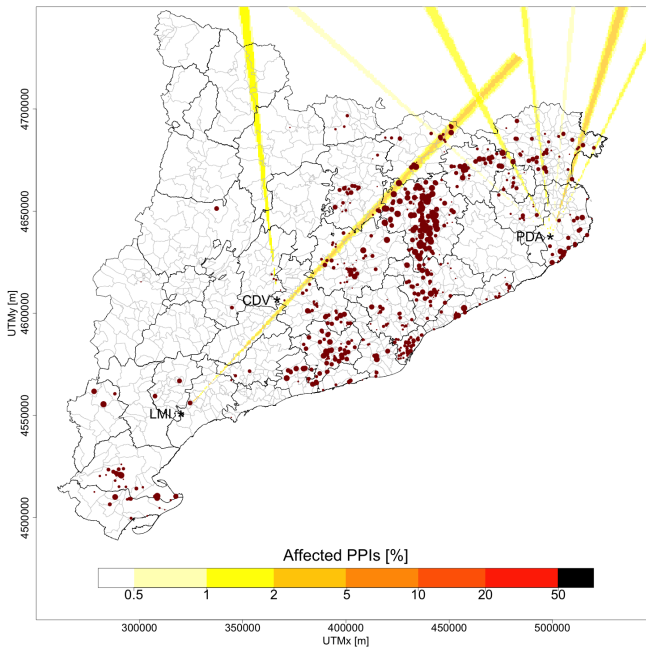 4700000
4650000
PDA *
CDV *
4600000
UTMy [m]
4550000
LMI *
4500000
Affected PPIs [%]
0.5 1 2 5 10 20 50
300000 350000 400000 450000 500000
UTMx [m]